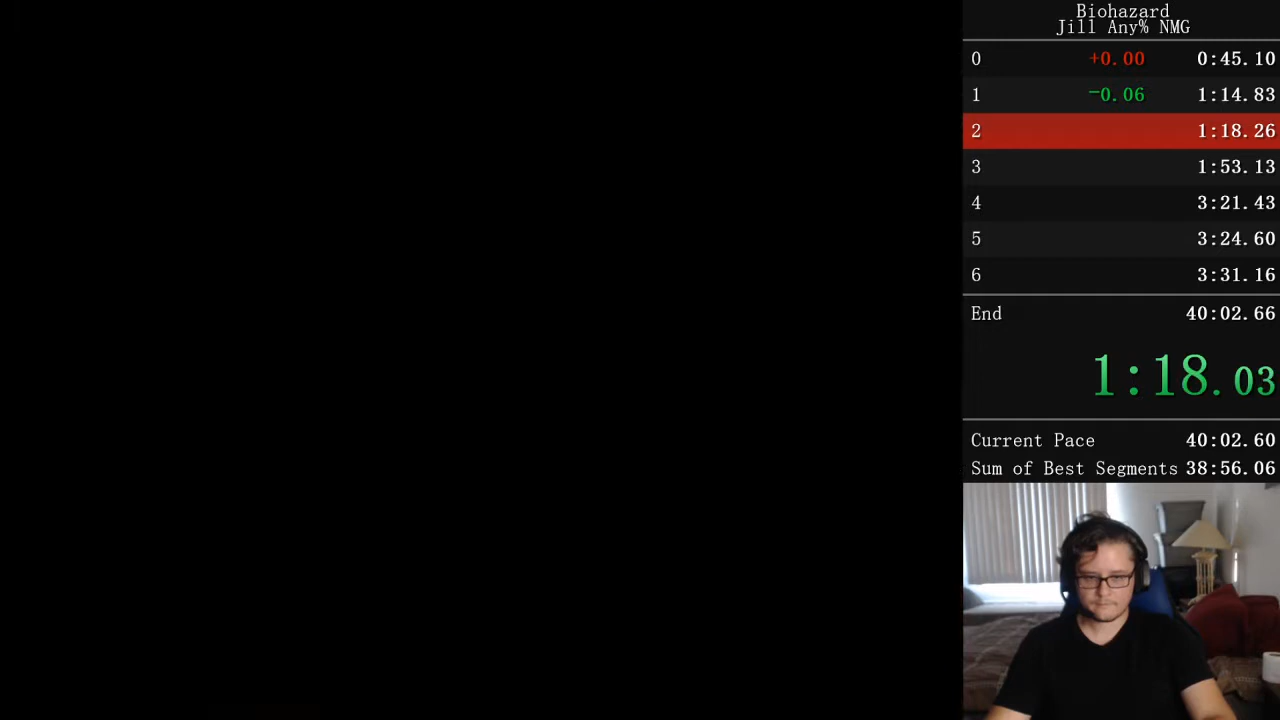 Biohazard
Jill Any% NMG
0 +0.00 0:45.10
1 -0.06 1:14.83
2 1:18.26
3 1:53.13
4 3:21.43
5 3:24.60
6 3:31.16
End 40:02.66
1:18.03
Current Pace 40:02.60
Sum of Best Segments 38:56.06